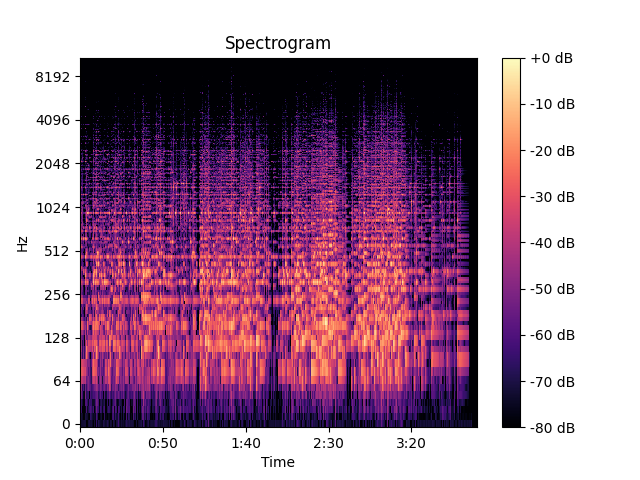 Spectrogram
8192
4096
2048
1024
512
256
128
64
0
Hz
0:00 0:50 1:40 2:30 3:20
Time
+0 dB
-10 dB
-20 dB
-30 dB
-40 dB
-50 dB
-60 dB
-70 dB
-80 dB